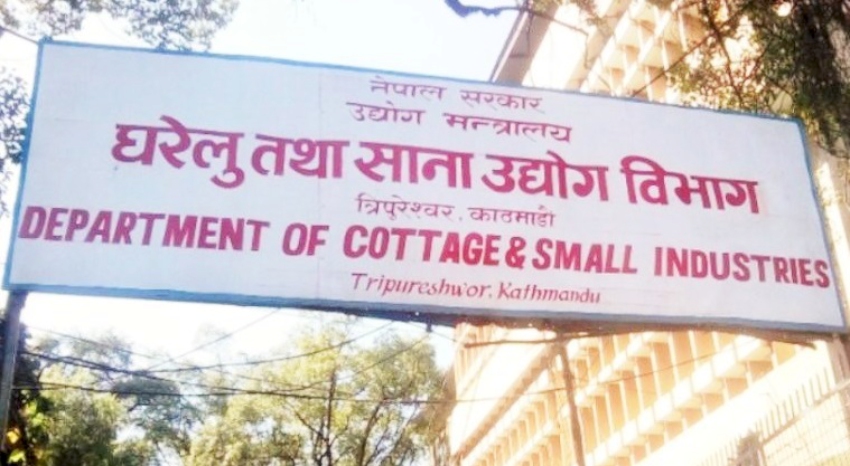 नेपाल सरकार
उद्योग मन्त्रालय
घरेलु तथा साना उद्योग विभाग
त्रिपुरेश्वर, काठमाडौ
DEPARTMENT OF COTTAGE & SMALL INDUSTRIES
Tripureshwor, Kathmandu